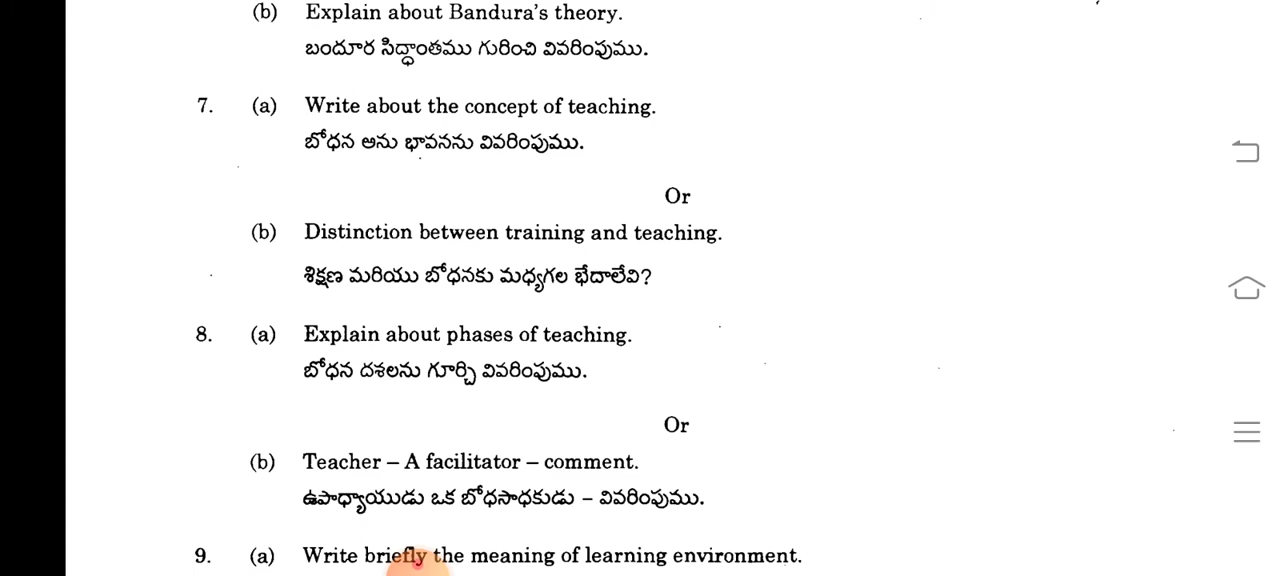 (b) Explain about Bandura's theory.
బందూర సిద్ధాంతము గురించి వివరింపుము.
7. (a) Write about the concept of teaching.
బోధన అను భావనను వివరింపుము.
Or
(b) Distinction between training and teaching.
శిక్షణ మరియు బోధనకు మధ్యగల భేదాలేవి?
8. (a) Explain about phases of teaching.
బోధన దశలను గూర్చి వివరింపుము.
Or
(b) Teacher – A facilitator – comment.
ఉపాధ్యాయుడు ఒక బోధసాధకుడు – వివరింపుము.
9. (a) Write briefly the meaning of learning environment.